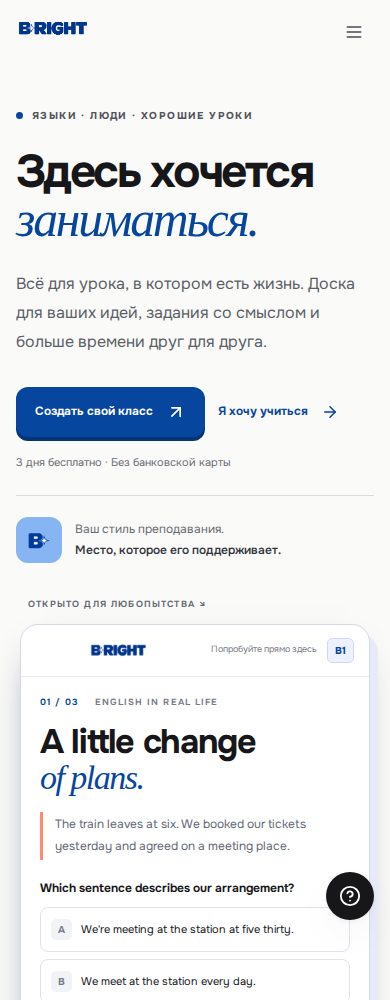 B·RIGHT
ЯЗЫКИ · ЛЮДИ · ХОРОШИЕ УРОКИ
Здесь хочется
заниматься.
Всё для урока, в котором есть жизнь. Доска
для ваших идей, задания со смыслом и
больше времени друг для друга.
Создать свой класс
Я хочу учиться
3 дня бесплатно · Без банковской карты
B
Ваш стиль преподавания.
Место, которое его поддерживает.
ОТКРЫТО ДЛЯ ЛЮБОПЫТСТВА ↘
B·RIGHT
Попробуйте прямо здесь
B1
01 / 03 ENGLISH IN REAL LIFE
A little change
of plans.
The train leaves at six. We booked our tickets
yesterday and agreed on a meeting place.
Which sentence describes our arrangement?
A We're meeting at the station at five thirty.
B We meet at the station every day.